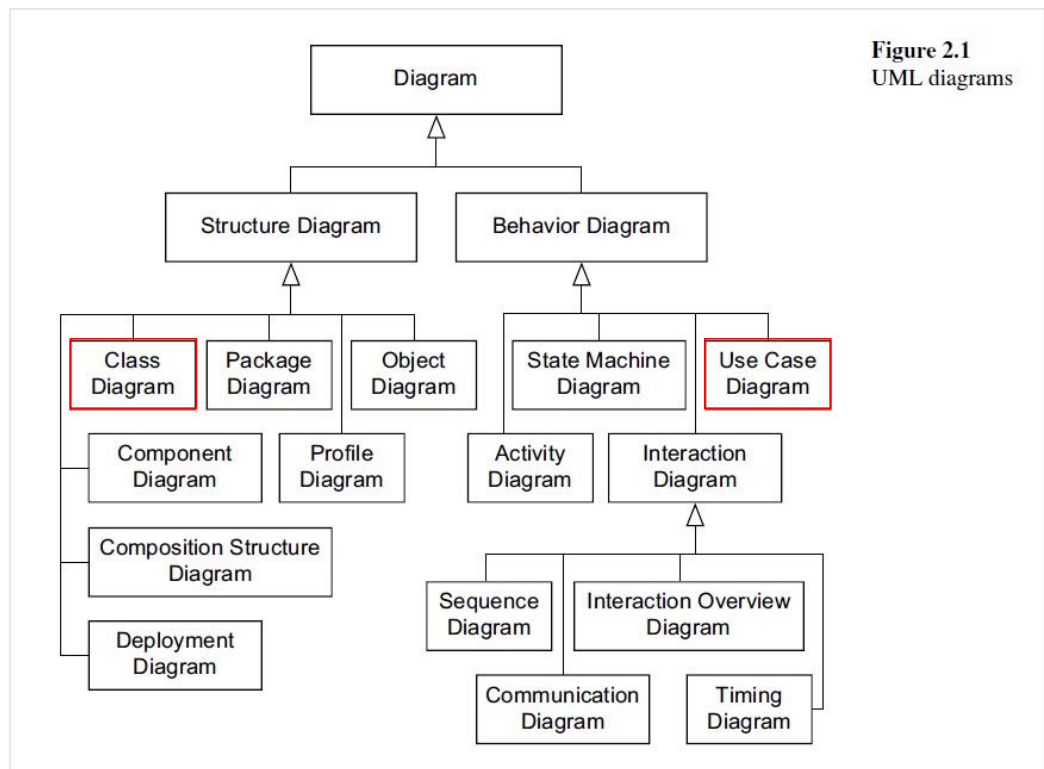 Figure 2.1
UML diagrams
Diagram
Structure Diagram
Behavior Diagram
Class
Diagram
Package
Diagram
Object
Diagram
State Machine
Diagram
Use Case
Diagram
Component
Diagram
Profile
Diagram
Activity
Diagram
Interaction
Diagram
Composition Structure
Diagram
Sequence
Diagram
Interaction Overview
Diagram
Deployment
Diagram
Communication
Diagram
Timing
Diagram